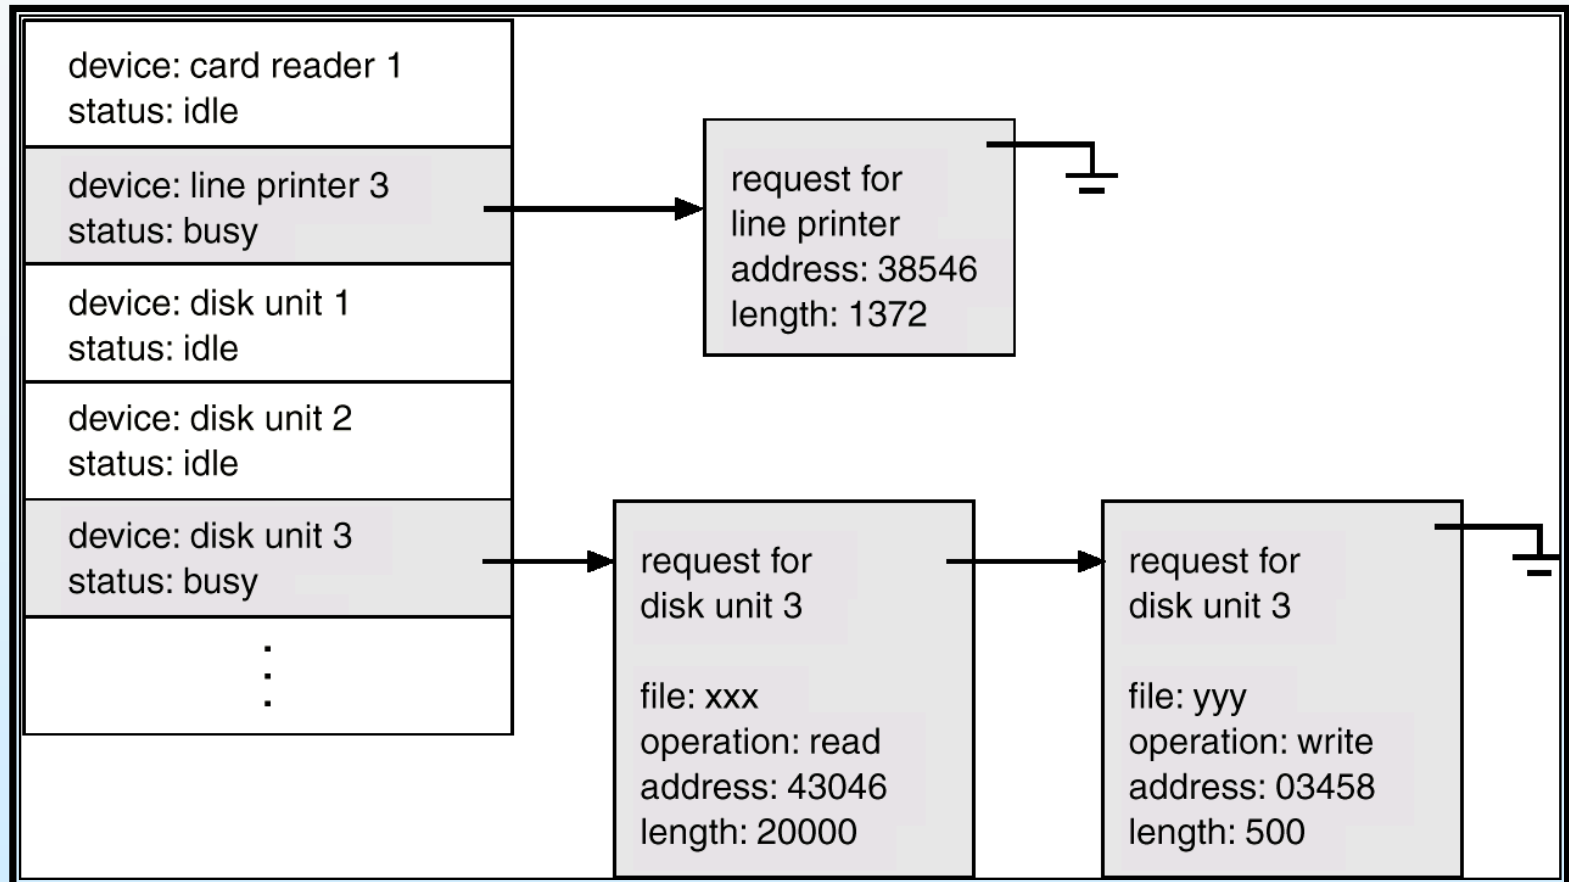 device: card reader 1
status: idle
device: line printer 3
status: busy
device: disk unit 1
status: idle
device: disk unit 2
status: idle
device: disk unit 3
status: busy
request for
line printer
address: 38546
length: 1372
request for
disk unit 3
file: xxx
operation: read
address: 43046
length: 20000
request for
disk unit 3
file: yyy
operation: write
address: 03458
length: 500